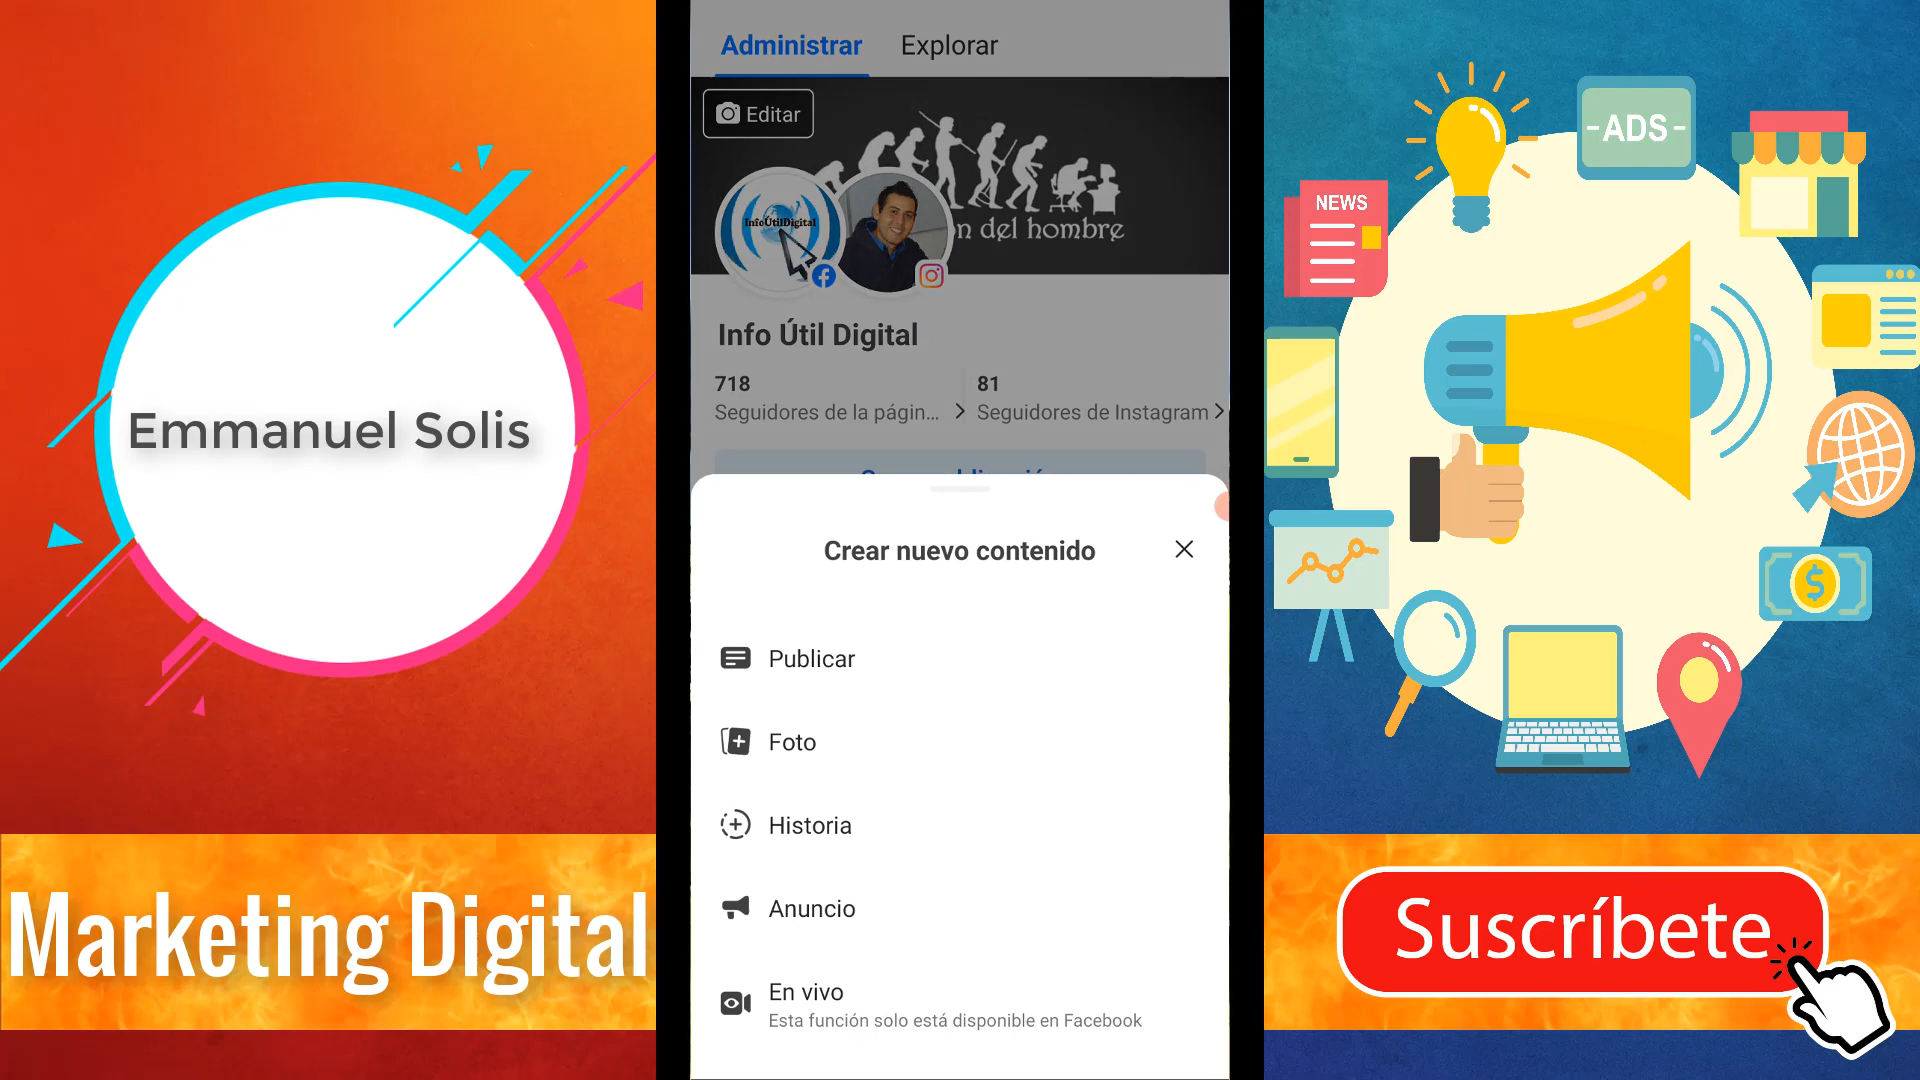 Emmanuel Solis
Marketing Digital
Administrar
Explorar
Editar
InfoÚtilDigital
n del hombre
Info Útil Digital
718
Seguidores de la págin...
81
Seguidores de Instagram
Crear nuevo contenido
Publicar
Foto
Historia
Anuncio
En vivo
Esta función solo está disponible en Facebook
NEWS
-ADS-
$
Suscríbete